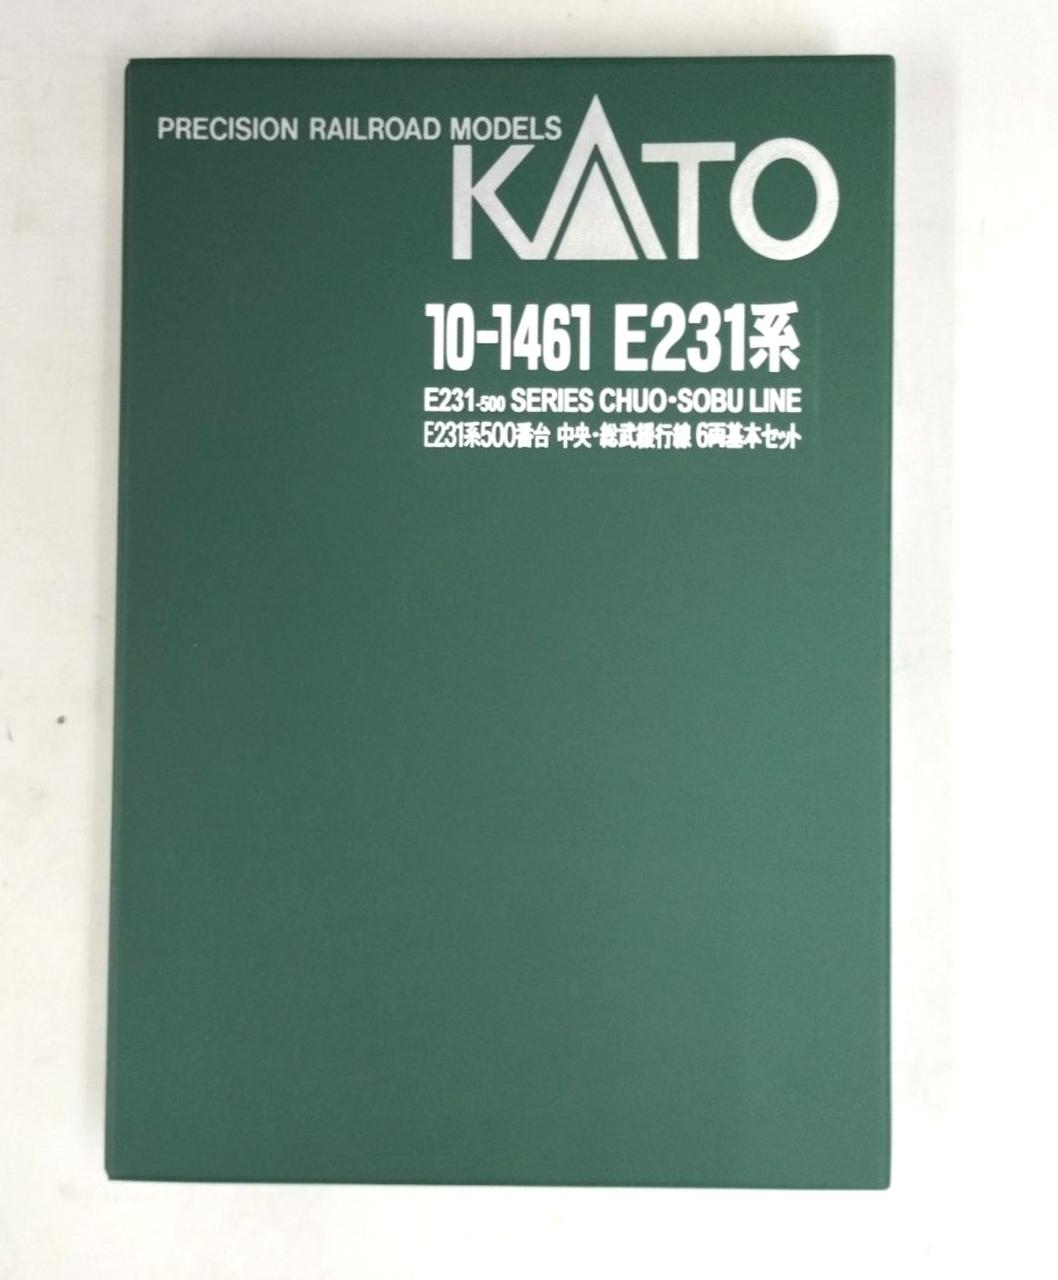 PRECISION RAILROAD MODELS
KATO
10-1461 E231系
E231-500 SERIES CHUO・SOBU LINE
E231系500番台 中央・総武緩行線 6両基本セット